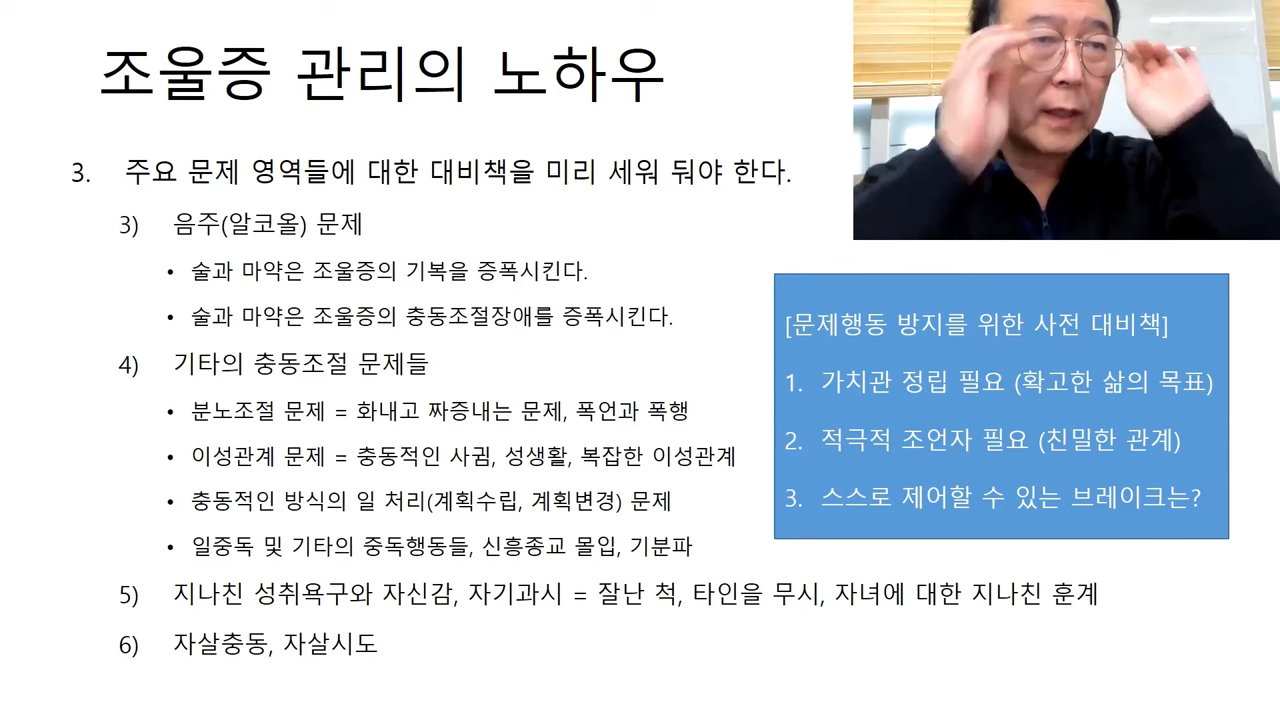 조울증 관리의 노하우
3. 주요 문제 영역들에 대한 대비책을 미리 세워 둬야 한다.
3) 음주(알코올) 문제
• 술과 마약은 조울증의 기복을 증폭시킨다.
• 술과 마약은 조울증의 충동조절장애를 증폭시킨다.
4) 기타의 충동조절 문제들
• 분노조절 문제 = 화내고 짜증내는 문제, 폭언과 폭행
• 이성관계 문제 = 충동적인 사귐, 성생활, 복잡한 이성관계
• 충동적인 방식의 일 처리(계획수립, 계획변경) 문제
• 일중독 및 기타의 중독행동들, 신흥종교 몰입, 기분파
5) 지나친 성취욕구와 자신감, 자기과시 = 잘난 척, 타인을 무시, 자녀에 대한 지나친 훈계
6) 자살충동, 자살시도
[문제행동 방지를 위한 사전 대비책]
1. 가치관 정립 필요 (확고한 삶의 목표)
2. 적극적 조언자 필요 (친밀한 관계)
3. 스스로 제어할 수 있는 브레이크는?